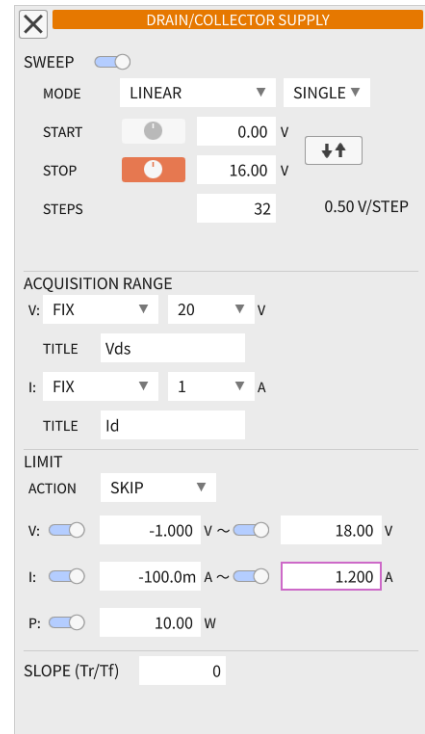 DRAIN/COLLECTOR SUPPLY
SWEEP
MODE LINEAR SINGLE
START 0.00 V
STOP 16.00 V
STEPS 32 0.50 V/STEP
ACQUISITION RANGE
V: FIX 20 V
TITLE Vds
I: FIX 1 A
TITLE Id
LIMIT
ACTION SKIP
V: -1.000 V ~ 18.00 V
I: -100.0m A ~ 1.200 A
P: 10.00 W
SLOPE (Tr/Tf) 0